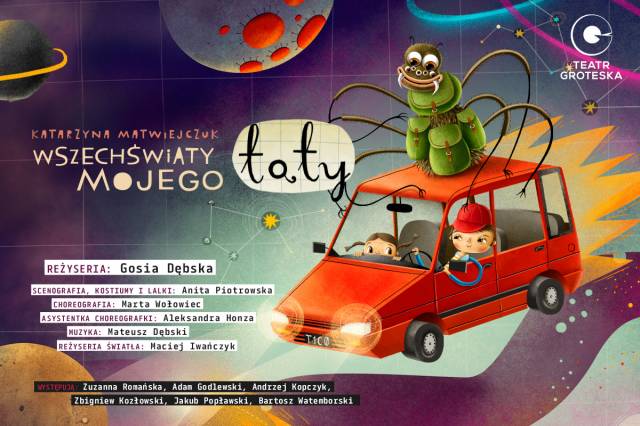 TEATR
GROTESKA
KATARZYNA MATWIEJCZUK
WSZECHŚWIATY
MOJEGO
taty
REŻYSERIA: Gosia Dębska
SCENOGRAFIA, KOSTIUMY I LALKI: Anita Piotrowska
CHOREOGRAFIA: Marta Wołowiec
ASYSTENTKA CHOREOGRAFKI: Aleksandra Honza
MUZYKA: Mateusz Dębski
REŻYSERIA ŚWIATŁA: Maciej Iwańczyk
T1C0
WYSTĘPUJĄ: Zuzanna Romańska, Adam Godlewski, Andrzej Kopczyk,
Zbigniew Kozłowski, Jakub Popławski, Bartosz Watemborski